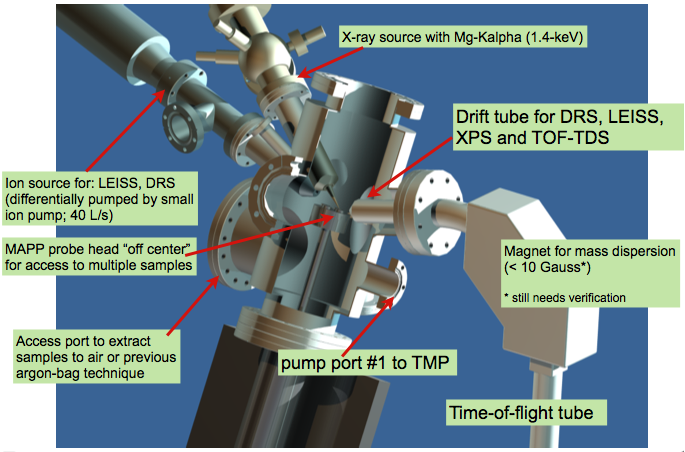 X-ray source with Mg-Kalpha (1.4-keV)
Drift tube for DRS, LEISS,
XPS and TOF-TDS
Ion source for: LEISS, DRS
(differentially pumped by small
ion pump; 40 L/s)
MAPP probe head “off center”
for access to multiple samples
Magnet for mass dispersion
(< 10 Gauss*)
* still needs verification
Access port to extract
samples to air or previous
argon-bag technique
pump port #1 to TMP
Time-of-flight tube